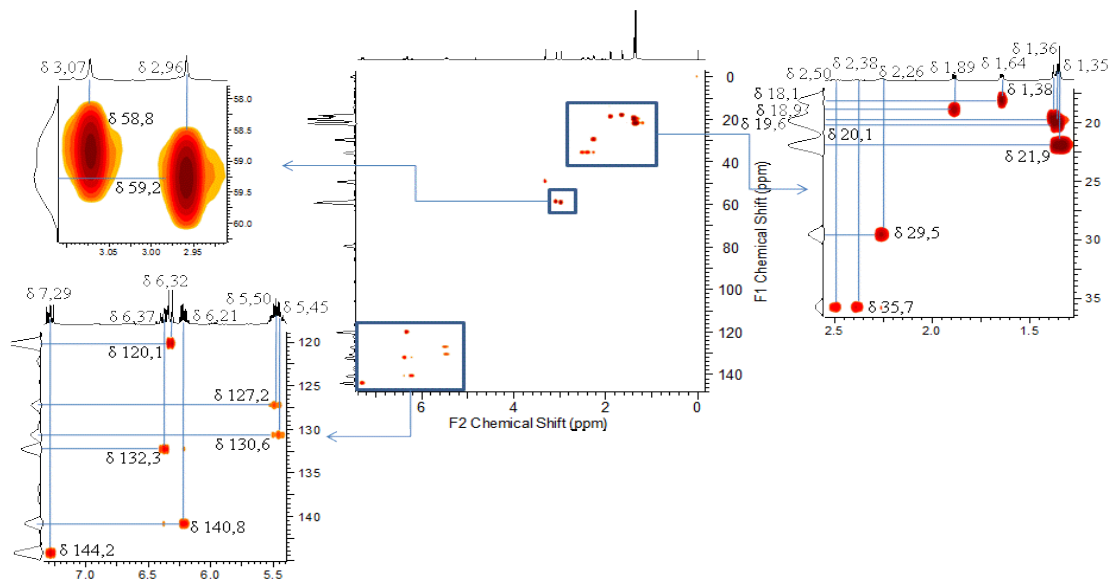 δ 3,07
δ 2,96
δ 58,8
δ 59,2
58.0
58.5
59.0
59.5
60.0
3.05
3.00
2.95
0
20
40
60
80
100
120
140
F1 Chemical Shift (ppm)
6
4
2
0
F2 Chemical Shift (ppm)
δ 1,36
δ 2,38
δ 1,64
δ 1,35
δ 2,50
δ 2,26
δ 1,89
δ 1,38
δ 18,1
δ 18,9
δ 19,6
δ 20,1
δ 21,9
δ 29,5
δ 35,7
20
25
30
35
2.5
2.0
1.5
δ 7,29
δ 6,32
δ 5,50
δ 6,37
δ 6,21
δ 5,45
δ 120,1
δ 127,2
δ 130,6
δ 132,3
δ 140,8
δ 144,2
120
125
130
135
140
7.0
6.5
6.0
5.5